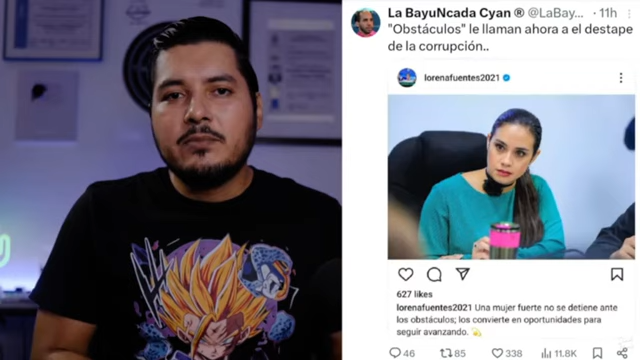 La BayuNcada Cyan ® @LaBay... · 11h
"Obstáculos" le llaman ahora a el destape
de la corrupción..
lorenafuentes2021
627 likes
lorenafuentes2021 Una mujer fuerte no se detiene ante
los obstáculos; los convierte en oportunidades para
seguir avanzando.
46 85 338 11.8K